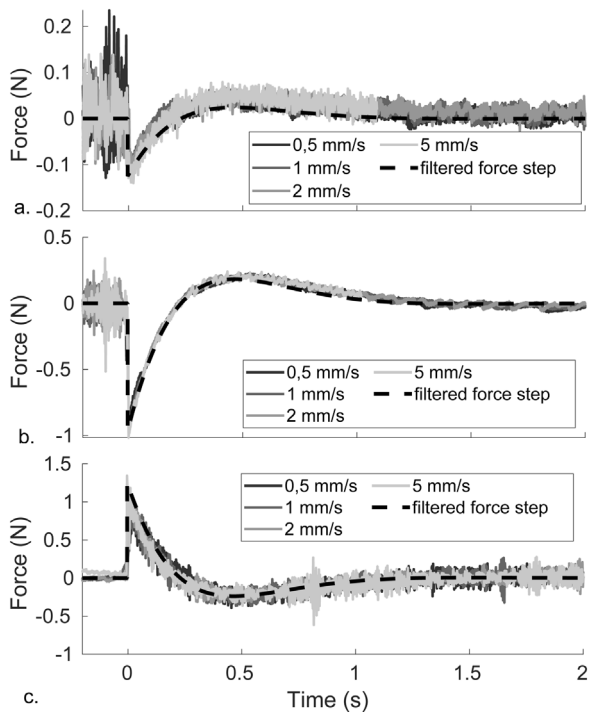 0.2
0.1
0
-0.1
-0.2
Force (N)
0,5 mm/s
5 mm/s
1 mm/s
filtered force step
2 mm/s
a.
0.5
0
-0.5
-1
Force (N)
0,5 mm/s
5 mm/s
1 mm/s
filtered force step
2 mm/s
b.
1.5
1
0.5
0
-0.5
-1
Force (N)
0,5 mm/s
5 mm/s
1 mm/s
filtered force step
2 mm/s
0
0.5
1
1.5
2
Time (s)
c.